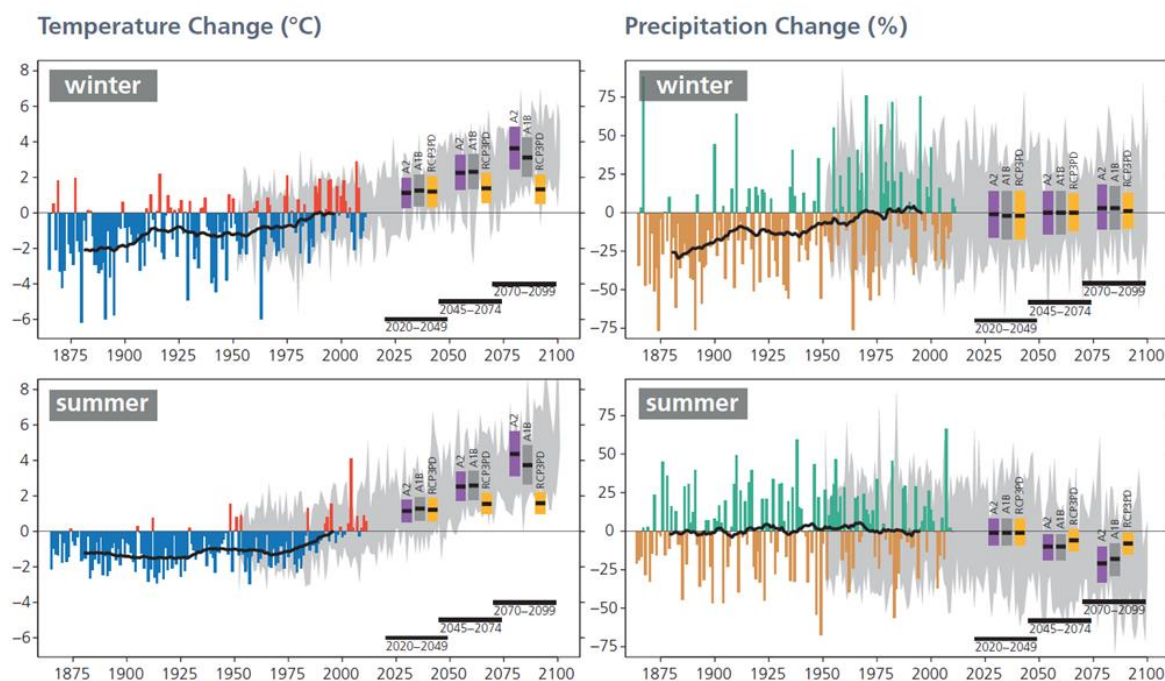 Temperature Change (°C)
Precipitation Change (%)
winter
8
6
4
2
0
−2
−4
−6
A2
A1B
RCP3PD
A2
A1B
RCP3PD
A2
A1B
RCP3PD
2070–2099
2045–2074
2020–2049
1875 1900 1925 1950 1975 2000 2025 2050 2075 2100
winter
75
50
25
0
−25
−50
−75
A2
A1B
RCP3PD
A2
A1B
RCP3PD
A2
A1B
RCP3PD
2070–2099
2045–2074
2020–2049
1875 1900 1925 1950 1975 2000 2025 2050 2075 2100
summer
8
6
4
2
0
−2
−4
−6
A2
A1B
RCP3PD
A2
A1B
RCP3PD
A2
A1B
RCP3PD
2070–2099
2045–2074
2020–2049
1875 1900 1925 1950 1975 2000 2025 2050 2075 2100
summer
75
50
25
0
−25
−50
−75
A2
A1B
RCP3PD
A2
A1B
RCP3PD
A2
A1B
RCP3PD
2070–2099
2045–2074
2020–2049
1875 1900 1925 1950 1975 2000 2025 2050 2075 2100